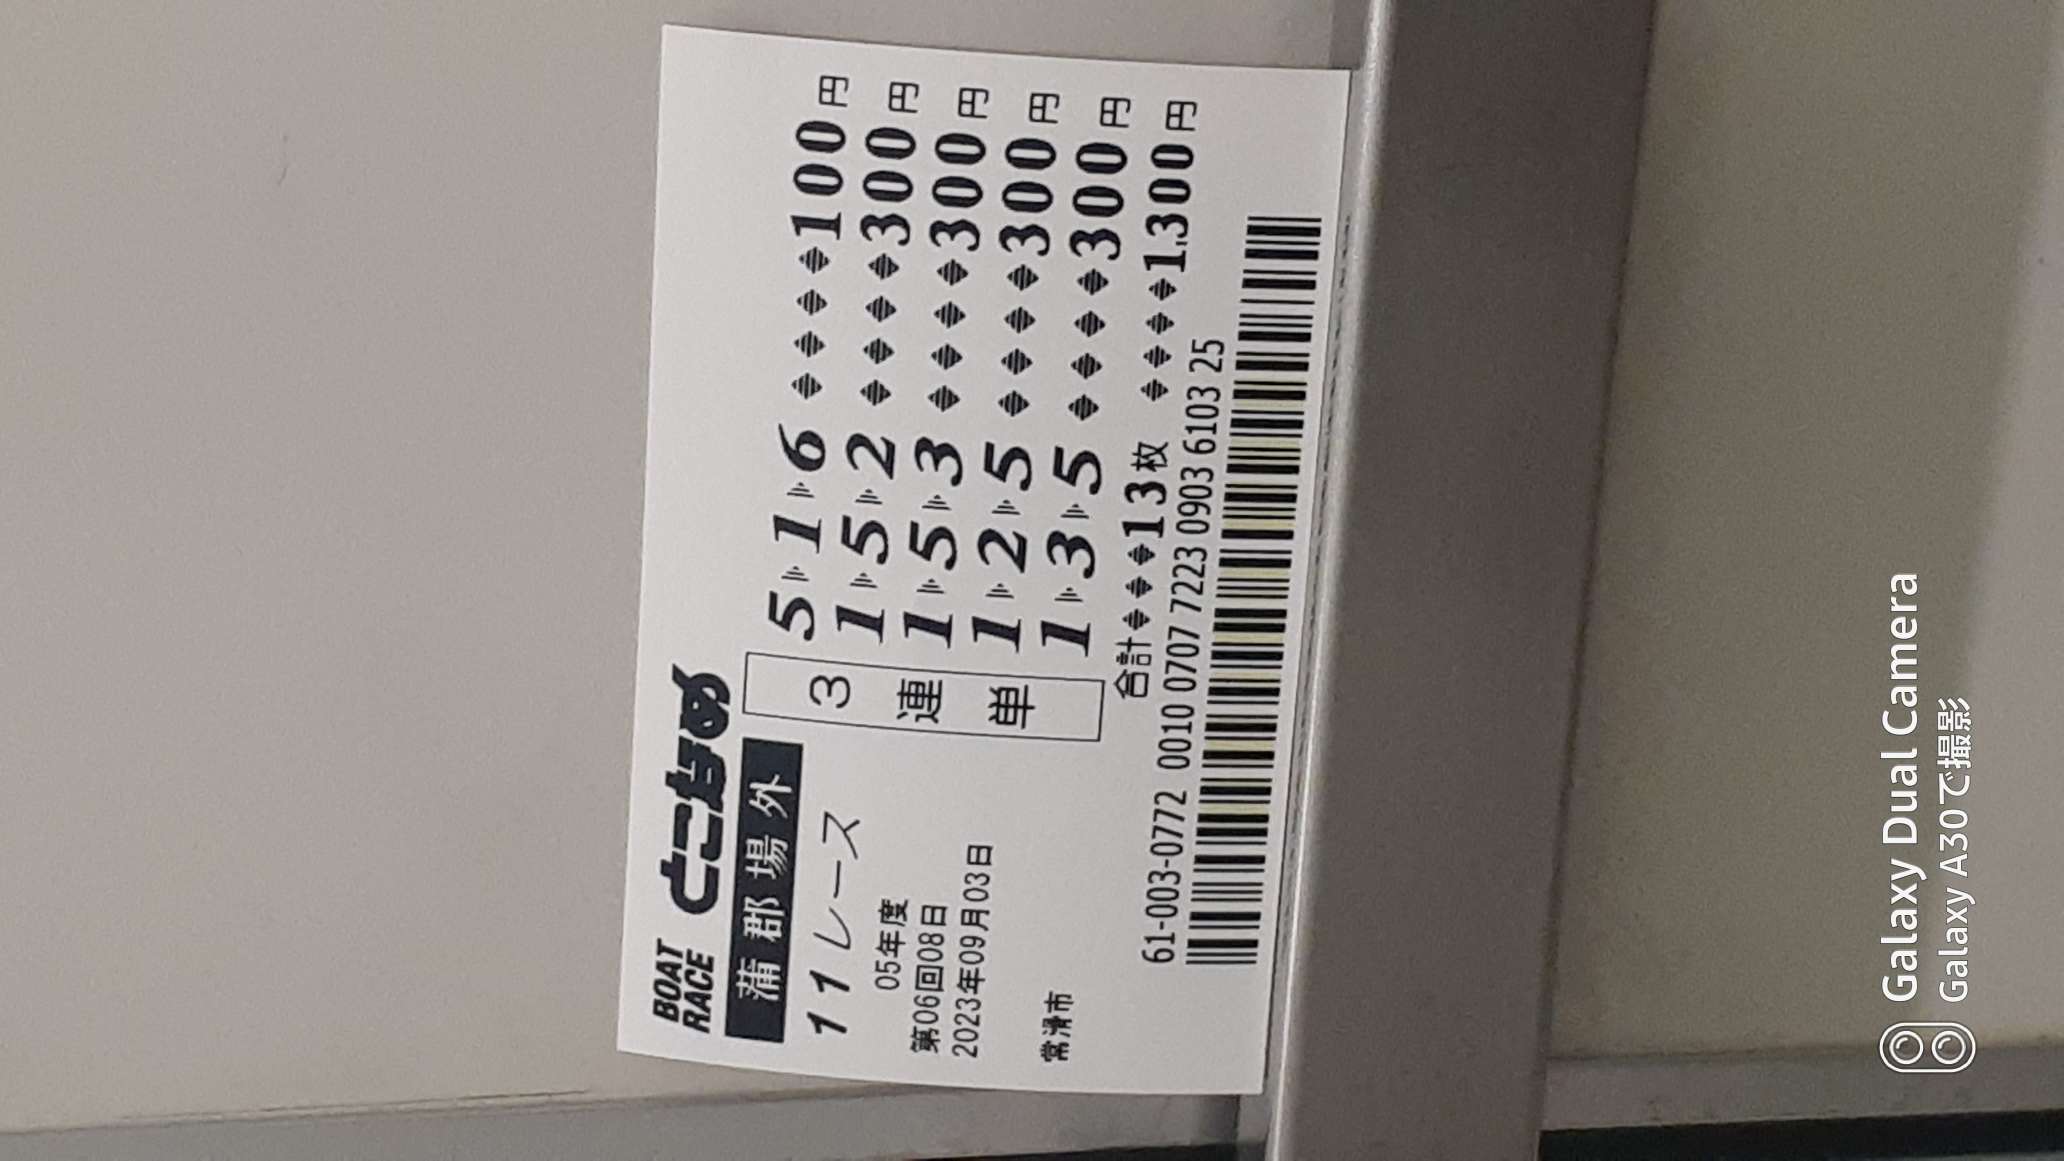 BOAT RACE とこなめ
蒲郡場外
11レース
05年度
第06回08日
2023年09月03日
常滑市
3連単
5▷1▷6 ◆◆◆◆100円
1▷5▷2 ◆◆◆◆300円
1▷5▷3 ◆◆◆◆300円
1▷2▷5 ◆◆◆◆300円
1▷3▷5 ◆◆◆◆300円
合計◆◆◆13枚 ◆◆◆◆1,300円
61-003-0772 0010 0707 7223 0903 6103 25
Galaxy Dual Camera
Galaxy A30で撮影